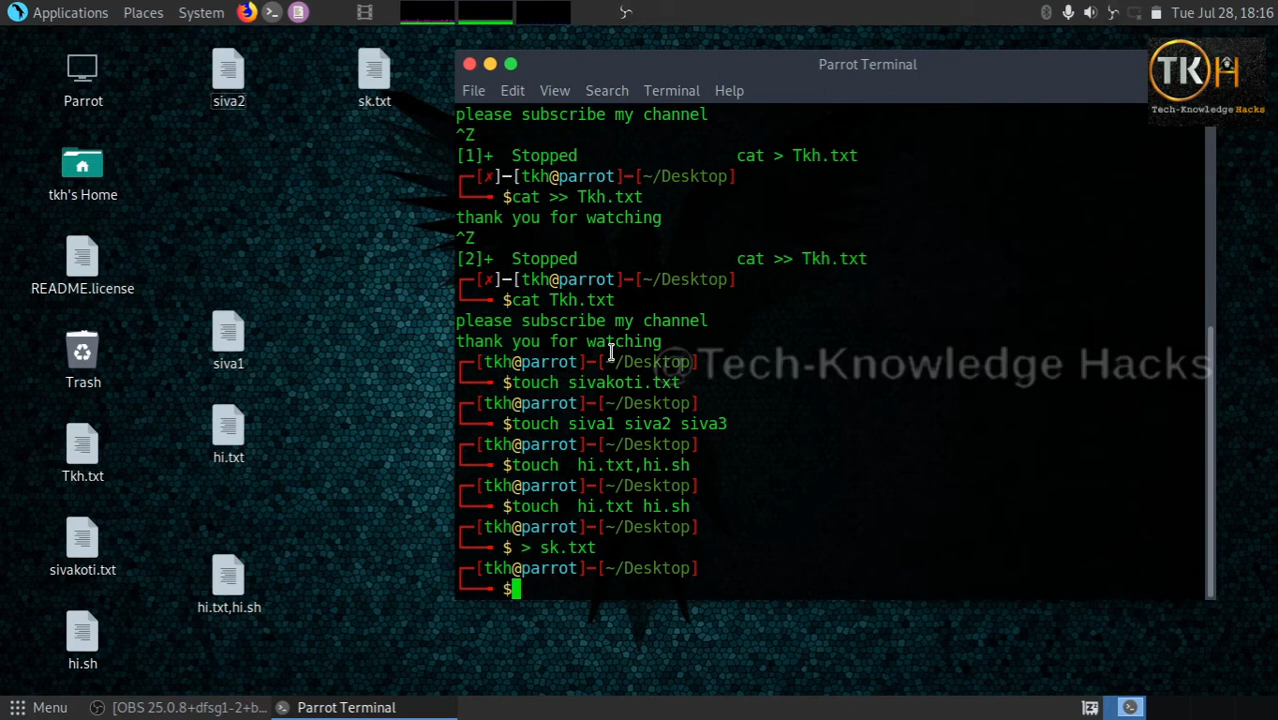 Applications Places System
Tue Jul 28, 18:16
Parrot
siva2
sk.txt
tkh's Home
README.license
siva1
Trash
hi.txt
Tkh.txt
sivakoti.txt
hi.txt,hi.sh
hi.sh
Parrot Terminal
File Edit View Search Terminal Help
please subscribe my channel
^Z
[1]+  Stopped                 cat > Tkh.txt
┌─[✗]─[tkh@parrot]─[~/Desktop]
└──╼ $cat >> Tkh.txt
thank you for watching
^Z
[2]+  Stopped                 cat >> Tkh.txt
┌─[✗]─[tkh@parrot]─[~/Desktop]
└──╼ $cat Tkh.txt
please subscribe my channel
thank you for watching
┌─[tkh@parrot]─[~/Desktop]
└──╼ $touch sivakoti.txt
┌─[tkh@parrot]─[~/Desktop]
└──╼ $touch siva1 siva2 siva3
┌─[tkh@parrot]─[~/Desktop]
└──╼ $touch  hi.txt,hi.sh
┌─[tkh@parrot]─[~/Desktop]
└──╼ $touch  hi.txt hi.sh
┌─[tkh@parrot]─[~/Desktop]
└──╼ $ > sk.txt
┌─[tkh@parrot]─[~/Desktop]
└──╼ $
@Tech-Knowledge Hacks
TKH
Tech-Knowledge Hacks
Menu
[OBS 25.0.8+dfsg1-2+b...
Parrot Terminal